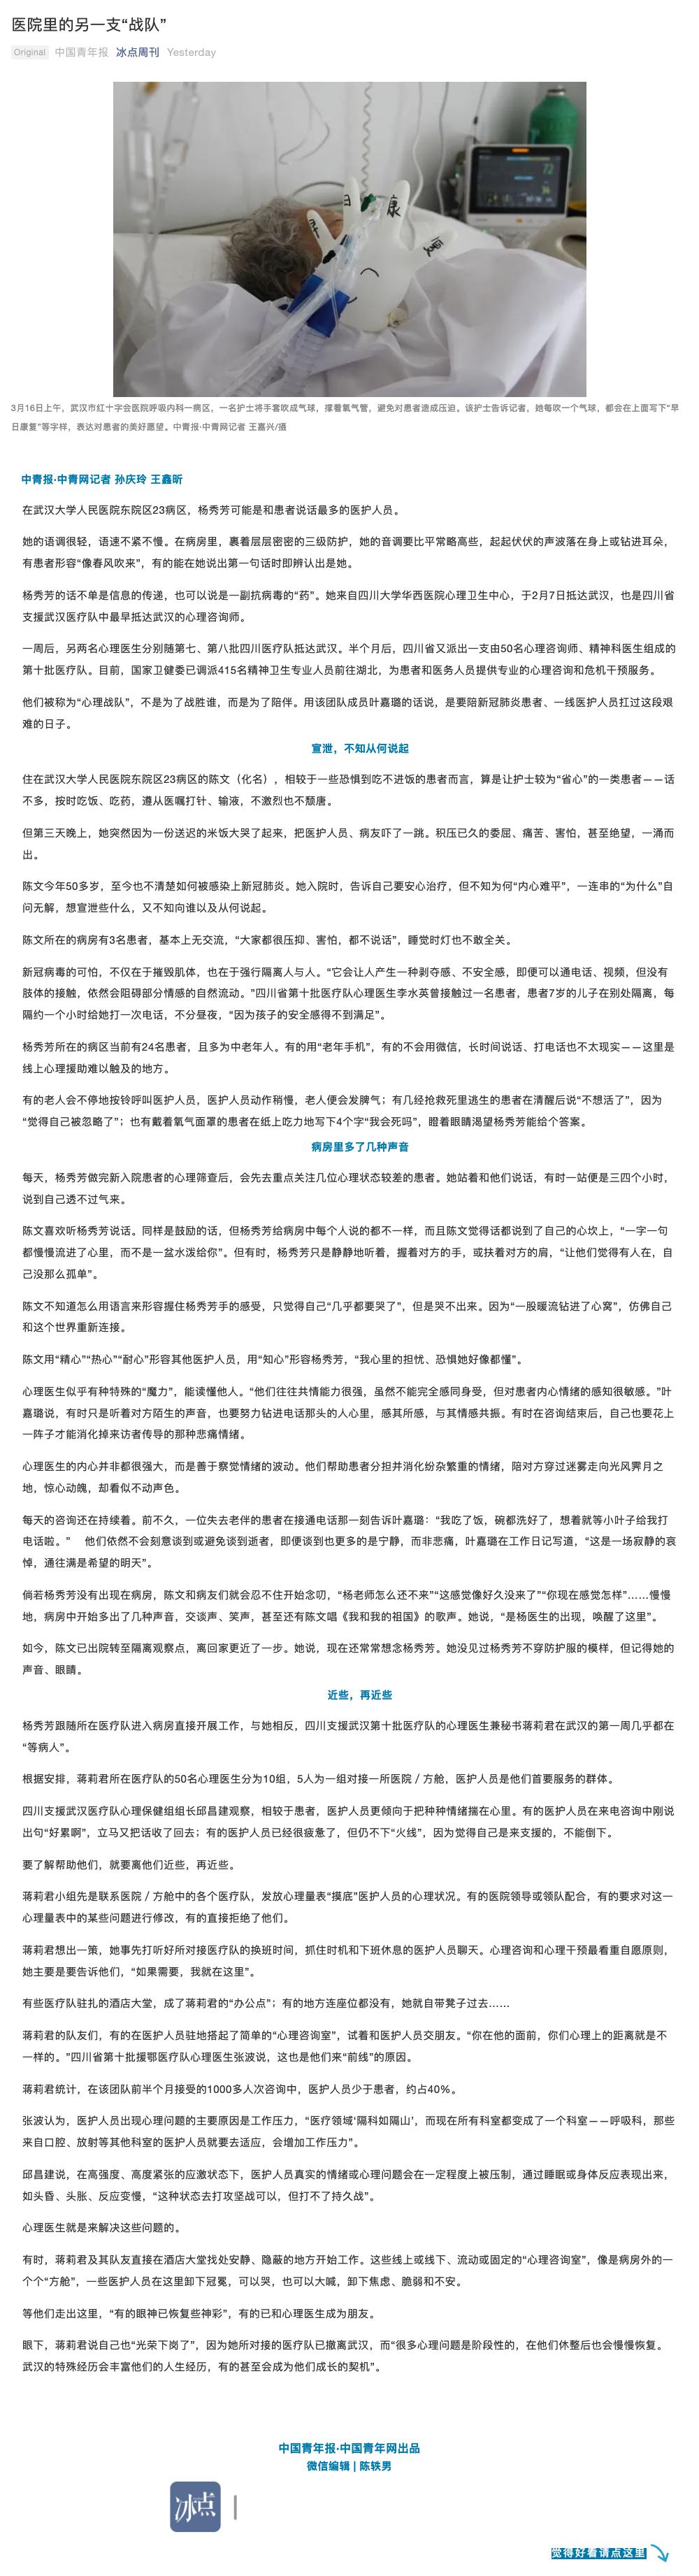 医院里的另一支“战队”
Original 中国青年报 冰点周刊 Yesterday
日
康
复
3月16日上午，武汉市红十字会医院呼吸内科一病区，一名护士将手套吹成气球，撑着氧气管，避免对患者造成压迫。该护士告诉记者，她每吹一个气球，都会在上面写下“早
日康复”等字样，表达对患者的美好愿望。中青报·中青网记者 王嘉兴/摄
中青报·中青网记者 孙庆玲 王鑫昕
在武汉大学人民医院东院区23病区，杨秀芳可能是和患者说话最多的医护人员。
她的语调很轻，语速不紧不慢。在病房里，裹着层层密密的三级防护，她的音调要比平常略高些，起起伏伏的声波落在身上或钻进耳朵，
有患者形容“像春风吹来”，有的能在她说出第一句话时即辨认出是她。
杨秀芳的话不单是信息的传递，也可以说是一副抗病毒的“药”。她来自四川大学华西医院心理卫生中心，于2月7日抵达武汉，也是四川省
支援武汉医疗队中最早抵达武汉的心理咨询师。
一周后，另两名心理医生分别随第七、第八批四川医疗队抵达武汉。半个月后，四川省又派出一支由50名心理咨询师、精神科医生组成的
第十批医疗队。目前，国家卫健委已调派415名精神卫生专业人员前往湖北，为患者和医务人员提供专业的心理咨询和危机干预服务。
他们被称为“心理战队”，不是为了战胜谁，而是为了陪伴。用该团队成员叶嘉璐的话说，是要陪新冠肺炎患者、一线医护人员扛过这段艰
难的日子。
宣泄，不知从何说起
住在武汉大学人民医院东院区23病区的陈文（化名），相较于一些恐惧到吃不进饭的患者而言，算是让护士较为“省心”的一类患者——话
不多，按时吃饭、吃药，遵从医嘱打针、输液，不激烈也不颓唐。
但第三天晚上，她突然因为一份送迟的米饭大哭了起来，把医护人员、病友吓了一跳。积压已久的委屈、痛苦、害怕，甚至绝望，一涌而
出。
陈文今年50多岁，至今也不清楚如何被感染上新冠肺炎。她入院时，告诉自己要安心治疗，但不知为何“内心难平”，一连串的“为什么”自
问无解，想宣泄些什么，又不知向谁以及从何说起。
陈文所在的病房有3名患者，基本上无交流，“大家都很压抑、害怕，都不说话”，睡觉时灯也不敢全关。
新冠病毒的可怕，不仅在于摧毁肌体，也在于强行隔离人与人。“它会让人产生一种剥夺感、不安全感，即便可以通电话、视频，但没有
肢体的接触，依然会阻碍部分情感的自然流动。”四川省第十批医疗队心理医生李水英曾接触过一名患者，患者7岁的儿子在别处隔离，每
隔约一个小时给她打一次电话，不分昼夜，“因为孩子的安全感得不到满足”。
杨秀芳所在的病区当前有24名患者，且多为中老年人。有的用“老年手机”，有的不会用微信，长时间说话、打电话也不太现实——这里是
线上心理援助难以触及的地方。
有的老人会不停地按铃呼叫医护人员，医护人员动作稍慢，老人便会发脾气；有几经抢救死里逃生的患者在清醒后说“不想活了”，因为
“觉得自己被忽略了”；也有戴着氧气面罩的患者在纸上吃力地写下4个字“我会死吗”，瞪着眼睛渴望杨秀芳能给个答案。
病房里多了几种声音
每天，杨秀芳做完新入院患者的心理筛查后，会先去重点关注几位心理状态较差的患者。她站着和他们说话，有时一站便是三四个小时，
说到自己透不过气来。
陈文喜欢听杨秀芳说话。同样是鼓励的话，但杨秀芳给病房中每个人说的都不一样，而且陈文觉得话都说到了自己的心坎上，“一字一句
都慢慢流进了心里，而不是一盆水泼给你”。但有时，杨秀芳只是静静地听着，握着对方的手，或扶着对方的肩，“让他们觉得有人在，自
己没那么孤单”。
陈文不知道怎么用语言来形容握住杨秀芳手的感受，只觉得自己“几乎都要哭了”，但是哭不出来。因为“一股暖流钻进了心窝”，仿佛自己
和这个世界重新连接。
陈文用“精心”“热心”“耐心”形容其他医护人员，用“知心”形容杨秀芳，“我心里的担忧、恐惧她好像都懂”。
心理医生似乎有种特殊的“魔力”，能读懂他人。“他们往往共情能力很强，虽然不能完全感同身受，但对患者内心情绪的感知很敏感。”叶
嘉璐说，有时只是听着对方陌生的声音，也要努力钻进电话那头的人心里，感其所感，与其情感共振。有时在咨询结束后，自己也要花上
一阵子才能消化掉来访者传导的那种悲痛情绪。
心理医生的内心并非都很强大，而是善于察觉情绪的波动。他们帮助患者分担并消化纷杂繁重的情绪，陪对方穿过迷雾走向光风霁月之
地，惊心动魄，却看似不动声色。
每天的咨询还在持续着。前不久，一位失去老伴的患者在接通电话那一刻告诉叶嘉璐：“我吃了饭，碗都洗好了，想着就等小叶子给我打
电话啦。” 他们依然不会刻意谈到或避免谈到逝者，即便谈到也更多的是宁静，而非悲痛，叶嘉璐在工作日记写道，“这是一场寂静的哀
悼，通往满是希望的明天”。
倘若杨秀芳没有出现在病房，陈文和病友们就会忍不住开始念叨，“杨老师怎么还不来”“这感觉像好久没来了”“你现在感觉怎样”……慢慢
地，病房中开始多出了几种声音，交谈声、笑声，甚至还有陈文唱《我和我的祖国》的歌声。她说，“是杨医生的出现，唤醒了这里”。
如今，陈文已出院转至隔离观察点，离回家更近了一步。她说，现在还常常想念杨秀芳。她没见过杨秀芳不穿防护服的模样，但记得她的
声音、眼睛。
近些，再近些
杨秀芳跟随所在医疗队进入病房直接开展工作，与她相反，四川支援武汉第十批医疗队的心理医生兼秘书蒋莉君在武汉的第一周几乎都在
“等病人”。
根据安排，蒋莉君所在医疗队的50名心理医生分为10组，5人为一组对接一所医院／方舱，医护人员是他们首要服务的群体。
四川支援武汉医疗队心理保健组组长邱昌建观察，相较于患者，医护人员更倾向于把种种情绪揣在心里。有的医护人员在来电咨询中刚说
出句“好累啊”，立马又把话收了回去；有的医护人员已经很疲惫了，但仍不下“火线”，因为觉得自己是来支援的，不能倒下。
要了解帮助他们，就要离他们近些，再近些。
蒋莉君小组先是联系医院／方舱中的各个医疗队，发放心理量表“摸底”医护人员的心理状况。有的医院领导或领队配合，有的要求对这一
心理量表中的某些问题进行修改，有的直接拒绝了他们。
蒋莉君想出一策，她事先打听好所对接医疗队的换班时间，抓住时机和下班休息的医护人员聊天。心理咨询和心理干预最看重自愿原则，
她主要是要告诉他们，“如果需要，我就在这里”。
有些医疗队驻扎的酒店大堂，成了蒋莉君的“办公点”；有的地方连座位都没有，她就自带凳子过去……
蒋莉君的队友们，有的在医护人员驻地搭起了简单的“心理咨询室”，试着和医护人员交朋友。“你在他的面前，你们心理上的距离就是不
一样的。”四川省第十批援鄂医疗队心理医生张波说，这也是他们来“前线”的原因。
蒋莉君统计，在该团队前半个月接受的1000多人次咨询中，医护人员少于患者，约占40%。
张波认为，医护人员出现心理问题的主要原因是工作压力，“医疗领域‘隔科如隔山’，而现在所有科室都变成了一个科室——呼吸科，那些
来自口腔、放射等其他科室的医护人员就要去适应，会增加工作压力”。
邱昌建说，在高强度、高度紧张的应激状态下，医护人员真实的情绪或心理问题会在一定程度上被压制，通过睡眠或身体反应表现出来，
如头昏、头胀、反应变慢，“这种状态去打攻坚战可以，但打不了持久战”。
心理医生就是来解决这些问题的。
有时，蒋莉君及其队友直接在酒店大堂找处安静、隐蔽的地方开始工作。这些线上或线下、流动或固定的“心理咨询室”，像是病房外的一
个个“方舱”，一些医护人员在这里卸下冠冕，可以哭，也可以大喊，卸下焦虑、脆弱和不安。
等他们走出这里，“有的眼神已恢复些神彩”，有的已和心理医生成为朋友。
眼下，蒋莉君说自己也“光荣下岗了”，因为她所对接的医疗队已撤离武汉，而“很多心理问题是阶段性的，在他们休整后也会慢慢恢复。
武汉的特殊经历会丰富他们的人生经历，有的甚至会成为他们成长的契机”。
中国青年报·中国青年网出品
微信编辑 | 陈轶男
冰点
觉得好看请点这里